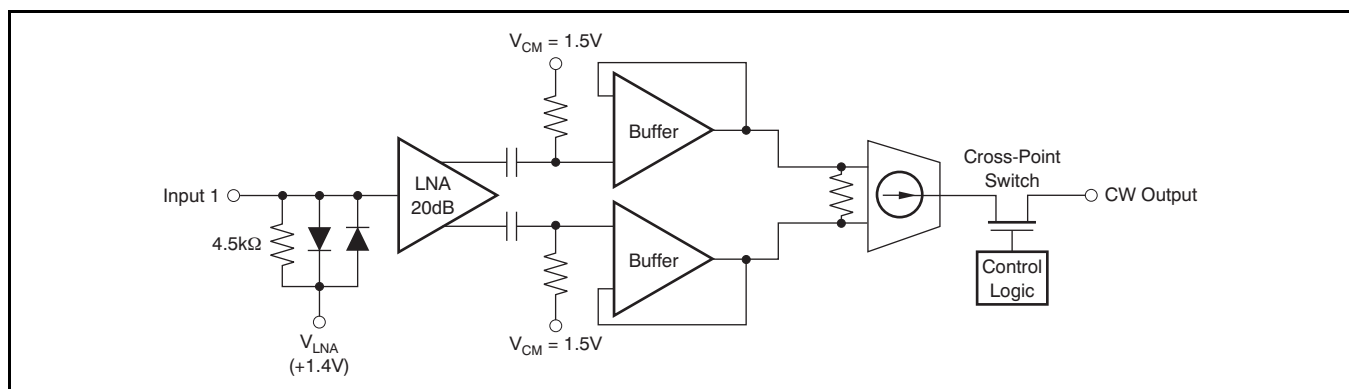 V_CM = 1.5V
Buffer
Cross-Point
Switch
Input 1
LNA
20dB
CW Output
4.5kΩ
Buffer
Control
Logic
V_LNA
(+1.4V)
V_CM = 1.5V